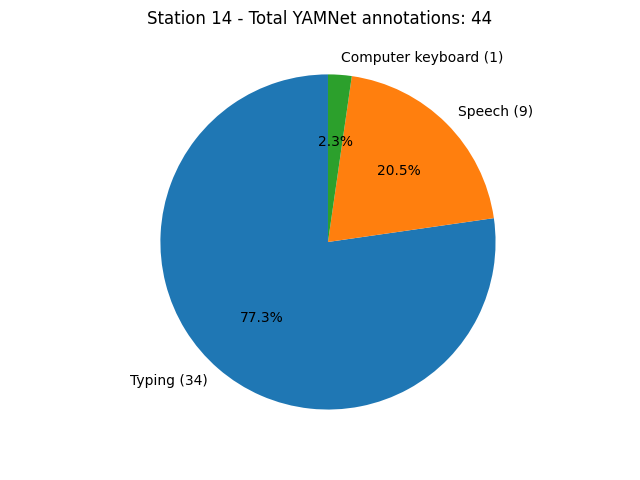 Station 14 - Total YAMNet annotations: 44
Computer keyboard (1)
Speech (9)
2.3%
20.5%
77.3%
Typing (34)